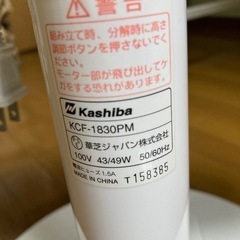 警告
組み立て時、分解時に高さ
調節ボタンを押さないで
ください。
モーター部が飛び出してケ
ガをする恐れがあります。
Kashiba
KCF-1830PM
華芝ジャパン株式会社
100V 43/49W 50/60Hz
電流ヒューズ 1.5A
MADE IN CHINA T158385